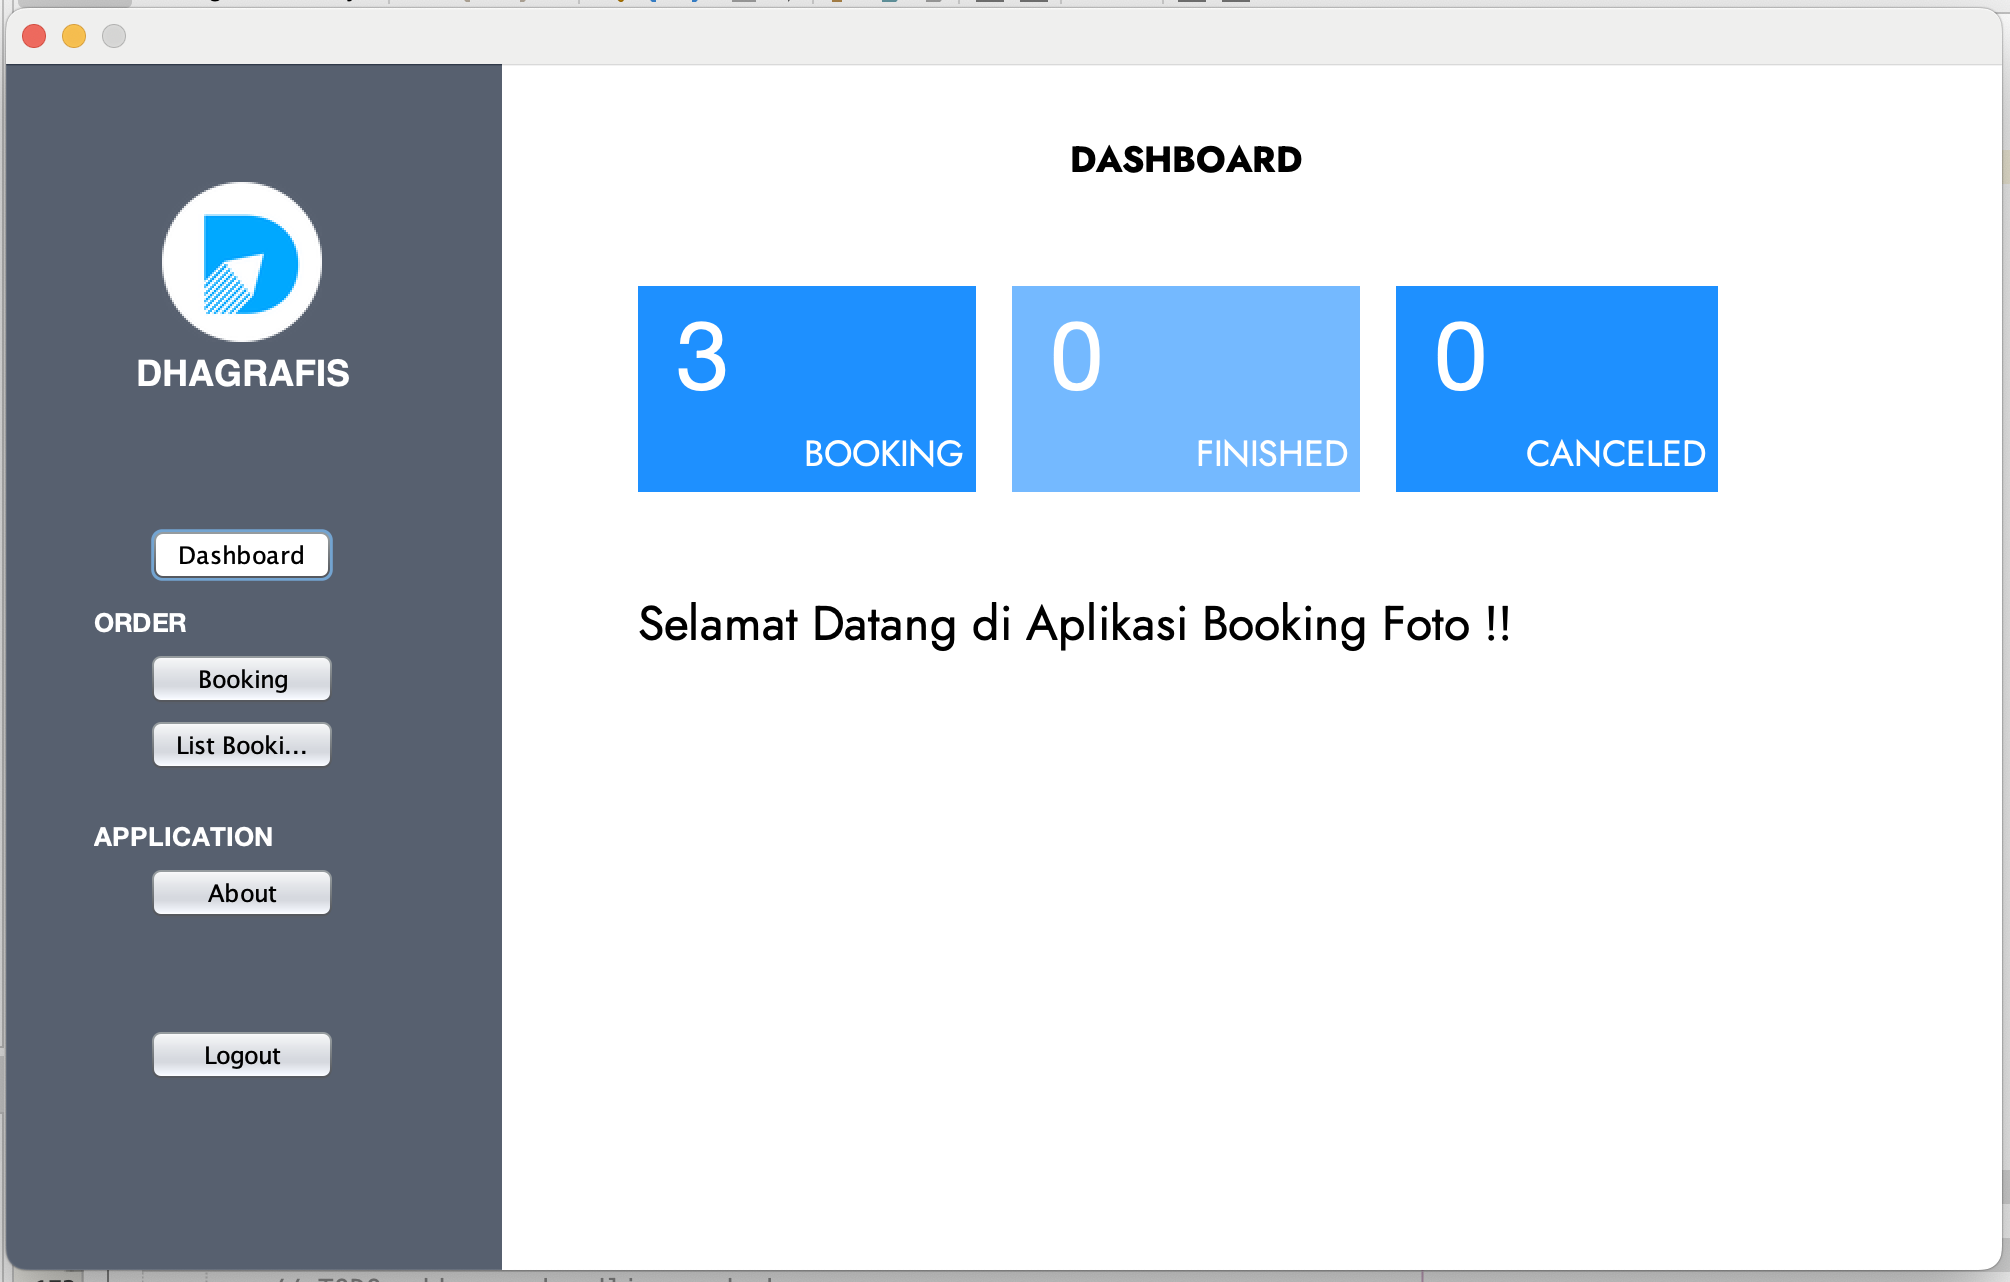 DHAGRAFIS
Dashboard
ORDER
Booking
List Booki...
APPLICATION
About
Logout
DASHBOARD
3
BOOKING
0
FINISHED
0
CANCELED
Selamat Datang di Aplikasi Booking Foto !!